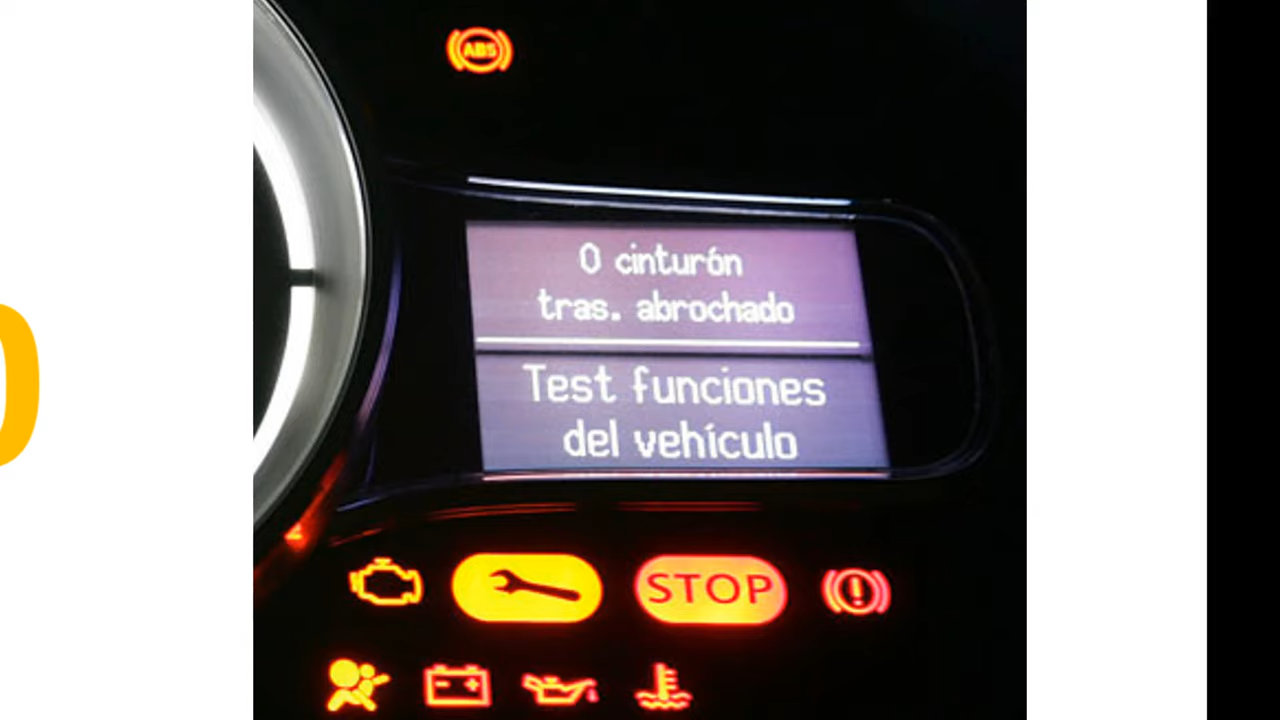 ABS
0 cinturón
tras. abrochado
Test funciones
del vehículo
STOP